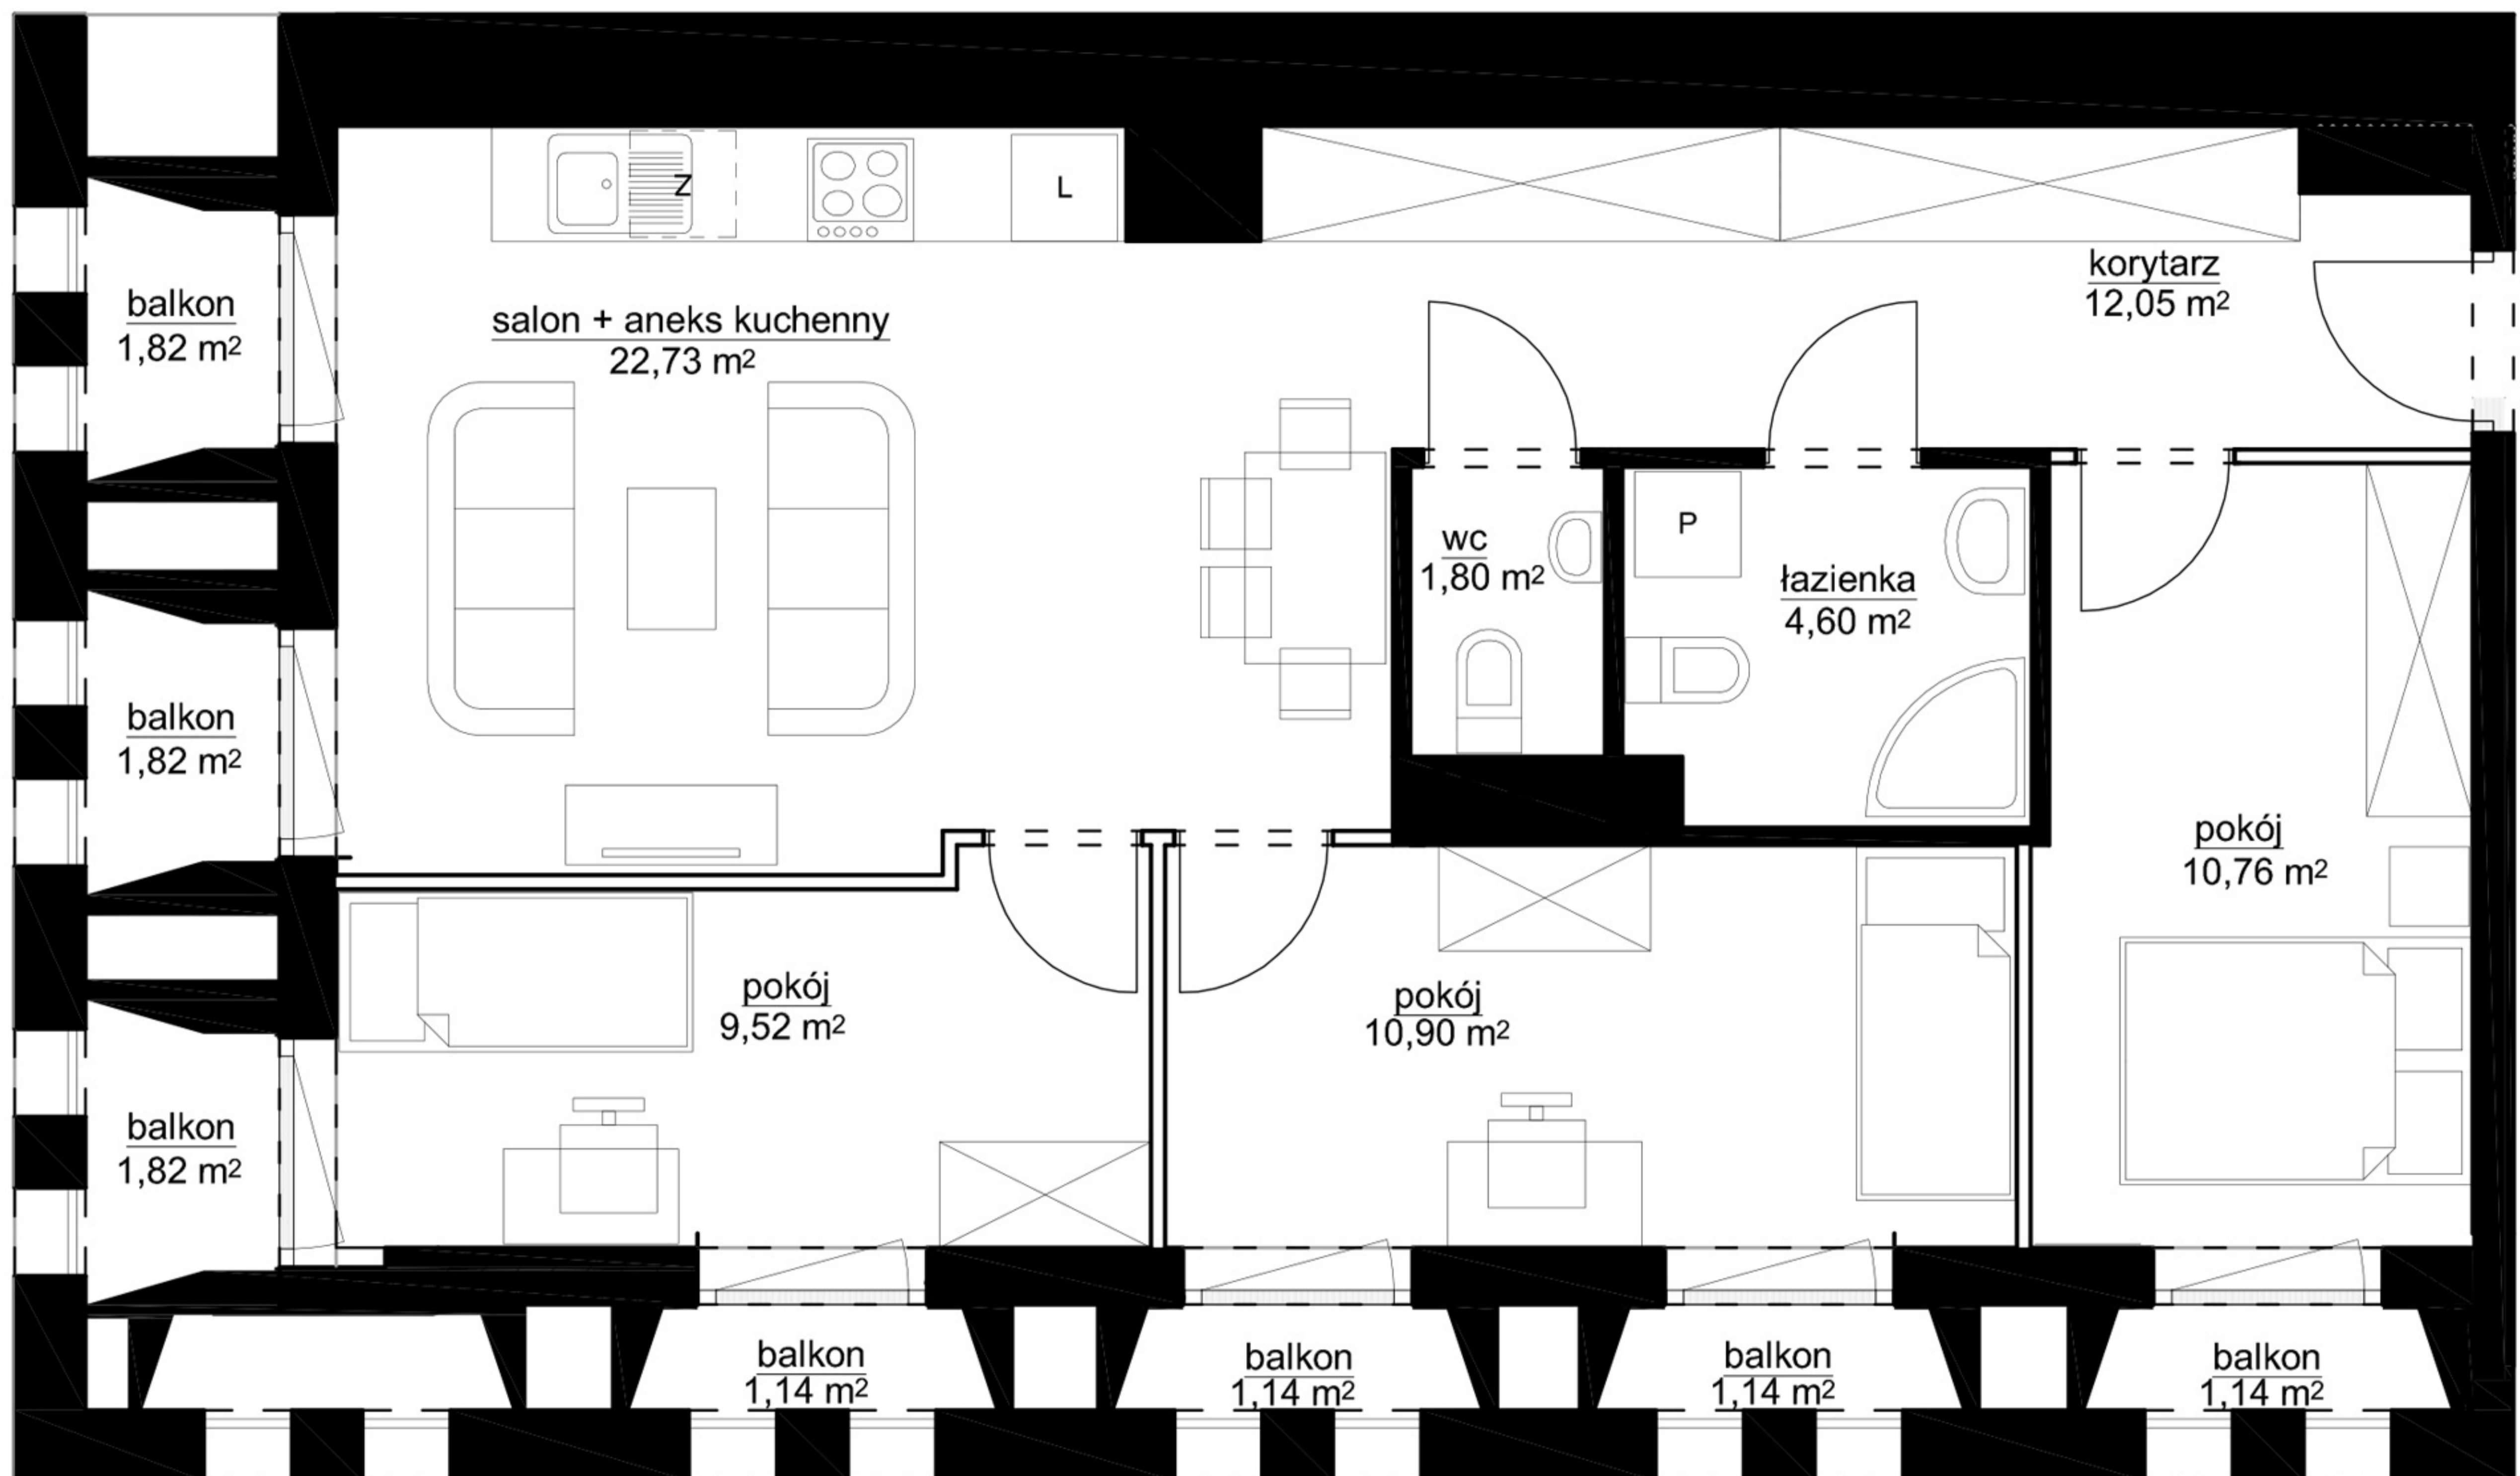 Z
L
korytarz
12,05 m²
balkon
1,82 m²
salon + aneks kuchenny
22,73 m²
P
wc
1,80 m²
łazienka
4,60 m²
balkon
1,82 m²
pokój
10,76 m²
pokój
9,52 m²
pokój
10,90 m²
balkon
1,82 m²
balkon
1,14 m²
balkon
1,14 m²
balkon
1,14 m²
balkon
1,14 m²